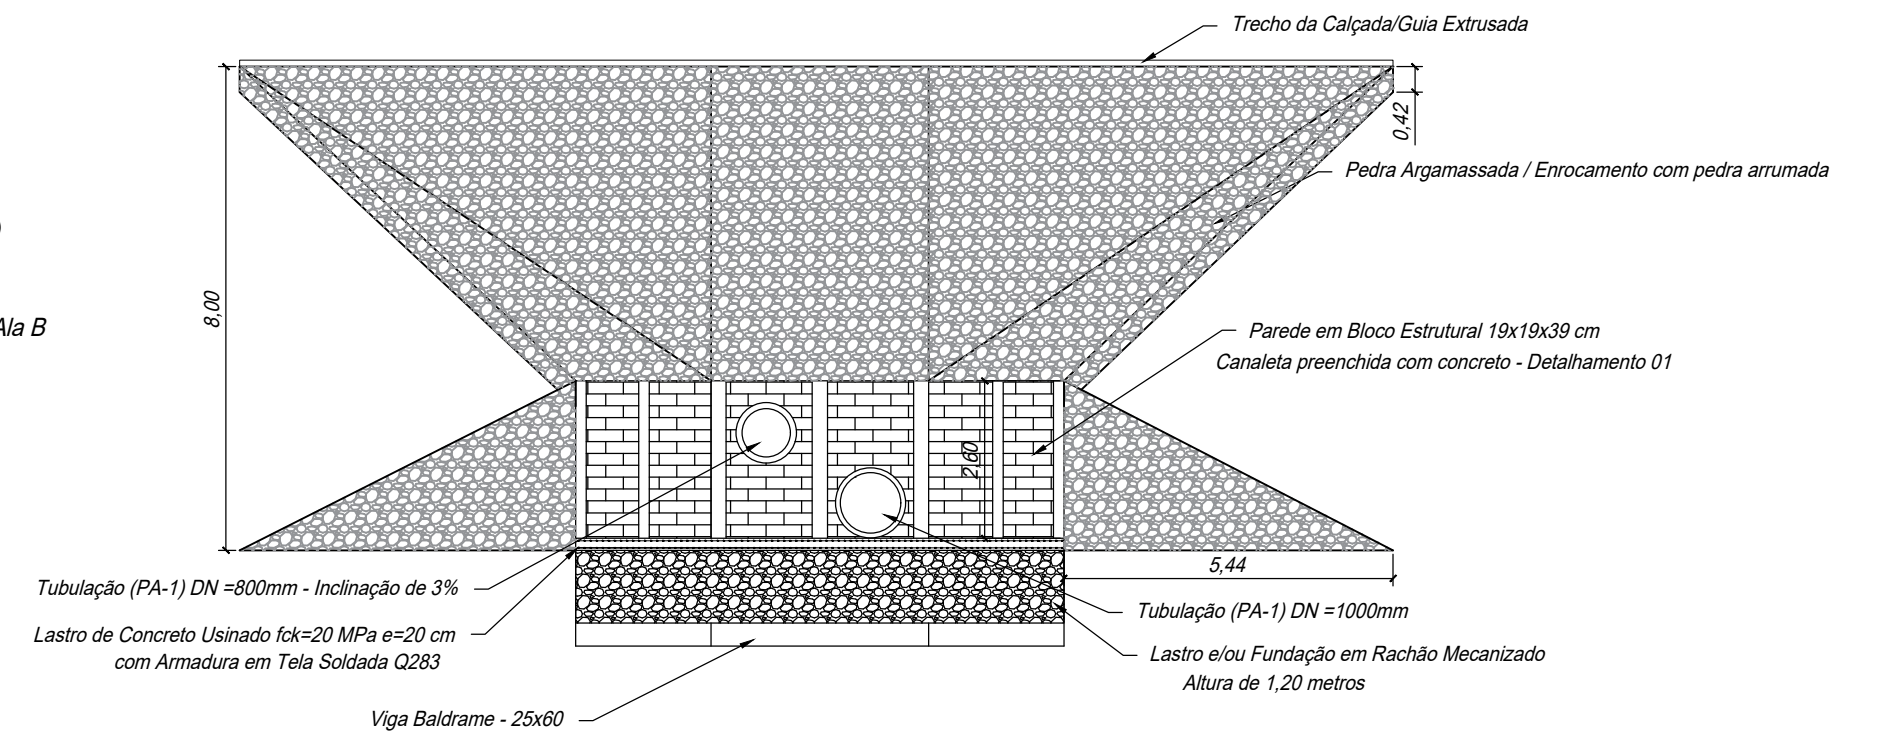 Trecho da Calçada/Guia Extrusada
0,42
Pedra Argamassada / Enrocamento com pedra arrumada
8,00
Ala B
Parede em Bloco Estrutural 19x19x39 cm
Canaleta preenchida com concreto - Detalhamento 01
2,60
5,44
Tubulação (PA-1) DN =800mm - Inclinação de 3%
Tubulação (PA-1) DN =1000mm
Lastro de Concreto Usinado fck=20 MPa e=20 cm
com Armadura em Tela Soldada Q283
Lastro e/ou Fundação em Rachão Mecanizado
Altura de 1,20 metros
Viga Baldrame - 25x60